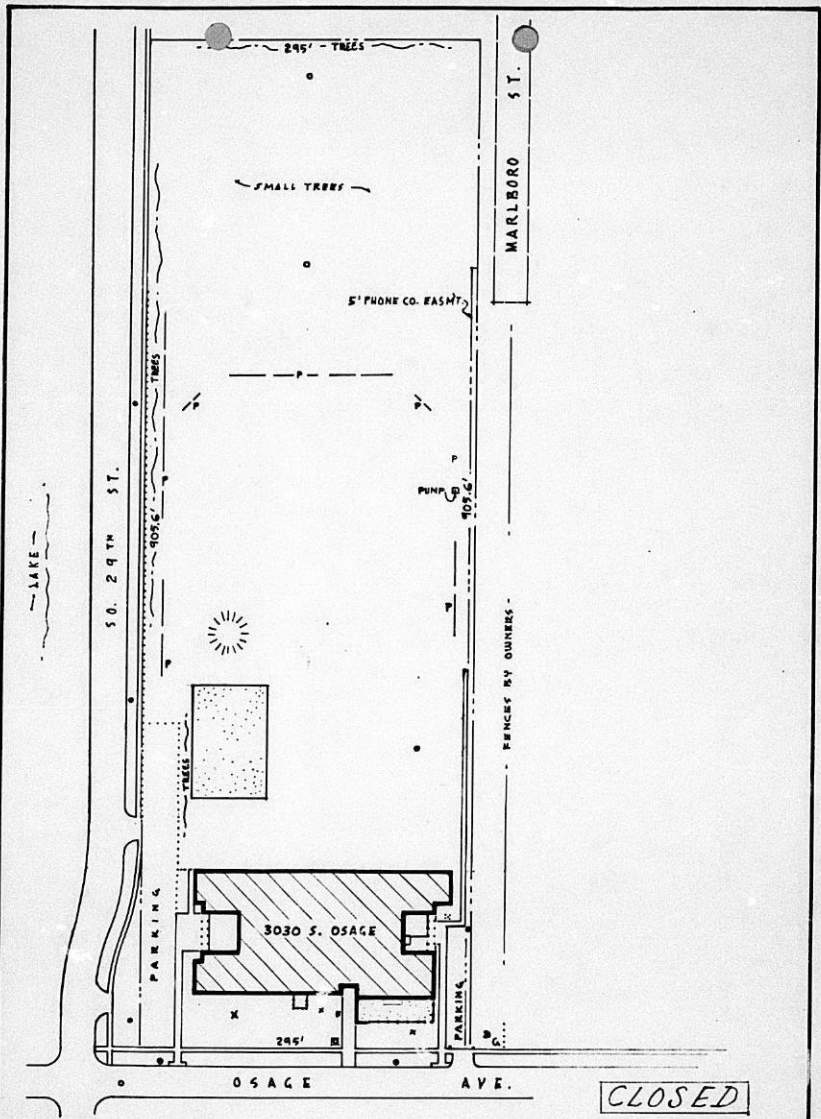 295' TREES
MARLBORO ST.
SMALL TREES
5' PHONE CO. EASMT.
TREES
P
P
P
P
P
PUMP
905.6'
905.6'
SO. 29TH ST.
LAKE
P
P
FENCES BY OWNERS
TREES
3030 S. OSAGE
PARKING
PARKING
G
295'
OSAGE AVE.
CLOSED